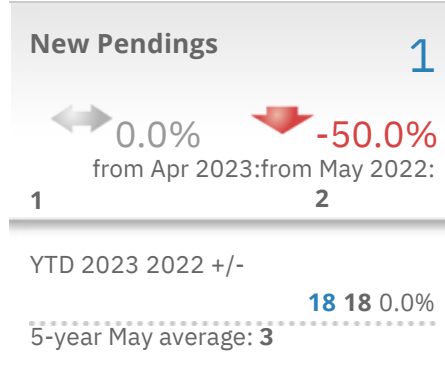 New Pendings 1
0.0% -50.0%
from Apr 2023:from May 2022:
1 2
YTD 2023 2022 +/-
18 18 0.0%
5-year May average: 3